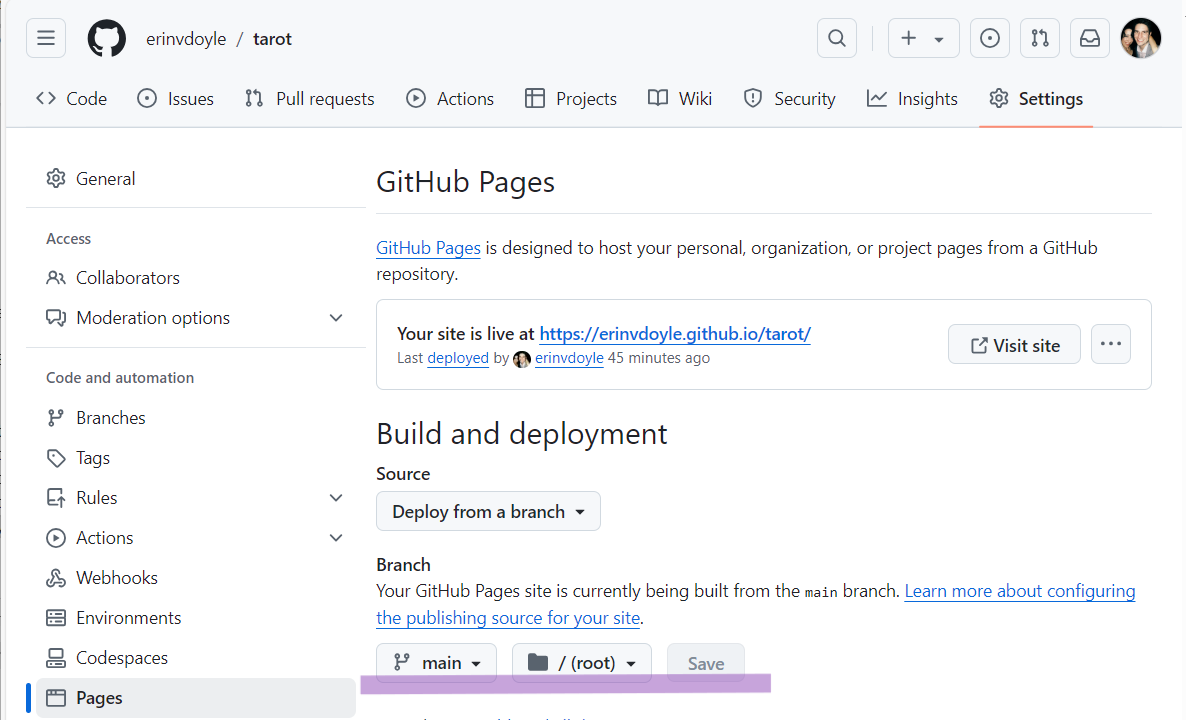 erinvdoyle / tarot
Code Issues Pull requests Actions Projects Wiki Security Insights Settings
General
Access
Collaborators
Moderation options
Code and automation
Branches
Tags
Rules
Actions
Webhooks
Environments
Codespaces
Pages
GitHub Pages
GitHub Pages is designed to host your personal, organization, or project pages from a GitHub
repository.
Your site is live at https://erinvdoyle.github.io/tarot/
Last deployed by erinvdoyle 45 minutes ago
Visit site
Build and deployment
Source
Deploy from a branch
Branch
Your GitHub Pages site is currently being built from the main branch. Learn more about configuring
the publishing source for your site.
main / (root) Save